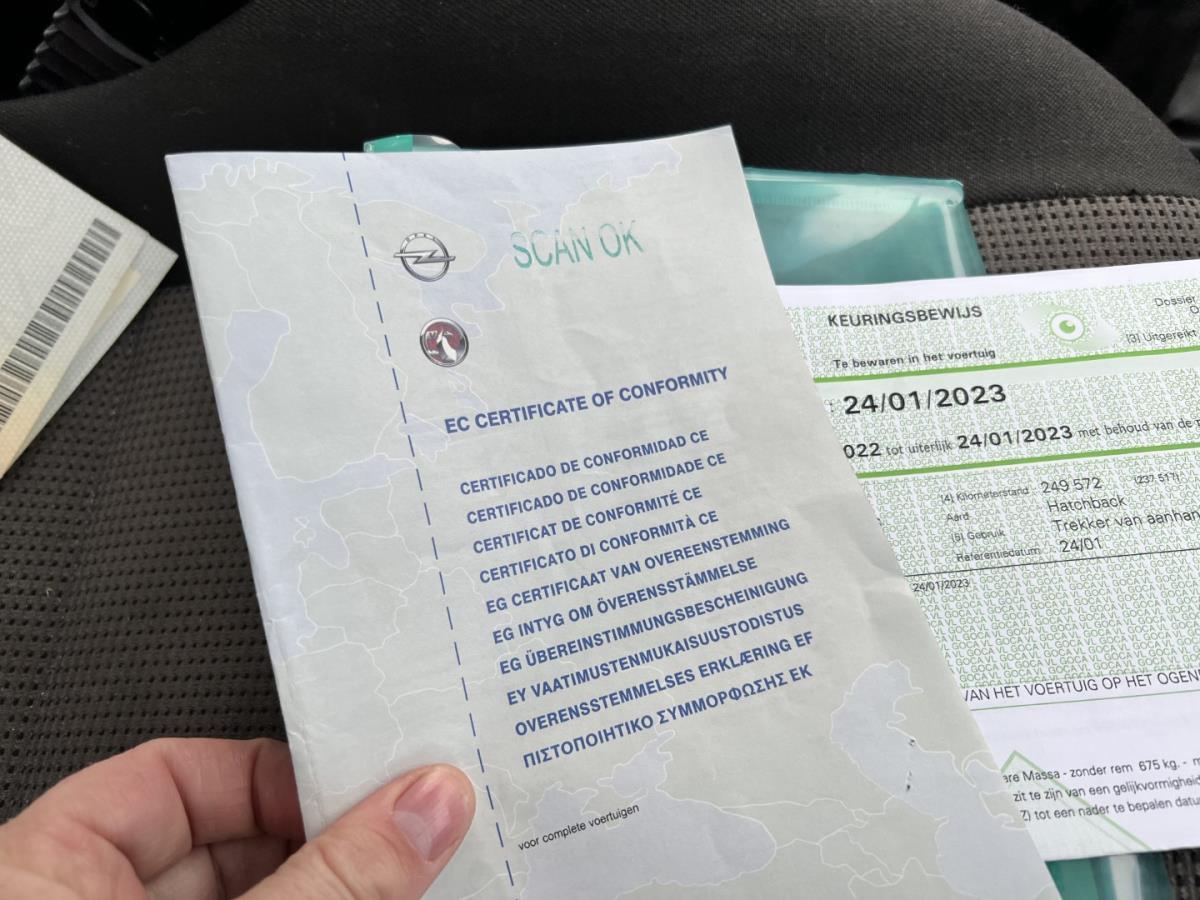 SCAN OK
EC CERTIFICATE OF CONFORMITY
CERTIFICADO DE CONFORMIDAD CE
CERTIFICADO DE CONFORMIDADE CE
CERTIFICAT DE CONFORMITÉ CE
CERTIFICATO DI CONFORMITÀ CE
EG CERTIFICAAT VAN OVEREENSTEMMING
EG INTYG OM ÖVERENSSTÄMMELSE
EG ÜBEREINSTIMMUNGSBESCHEINIGUNG
EY VAATIMUSTENMUKAISUUSTODISTUS
OVERENSSTEMMELSES ERKLÆRING EF
ΠΙΣΤΟΠΟΙΗΤΙΚΟ ΣΥΜΜΟΡΦΩΣΗΣ ΕΚ
voor complete voertuigen
KEURINGSBEWIJS
Dossier
Te bewaren in het voertuig
[3] Uitgereikt
: 24/01/2023
022 tot uiterlijk 24/01/2023 met behoud van de
[4] Kilometerstand 249 572 (237 517)
Aard Hatchback
[5] Gebruik Trekker van aanhan
Referentiedatum 24/01
24/01/2023
VAN HET VOERTUIG OP HET OGEN
are Massa - zonder rem 675 kg. -
zit te zijn van een gelijkvormigheid
Z) tot een nader te bepalen datu